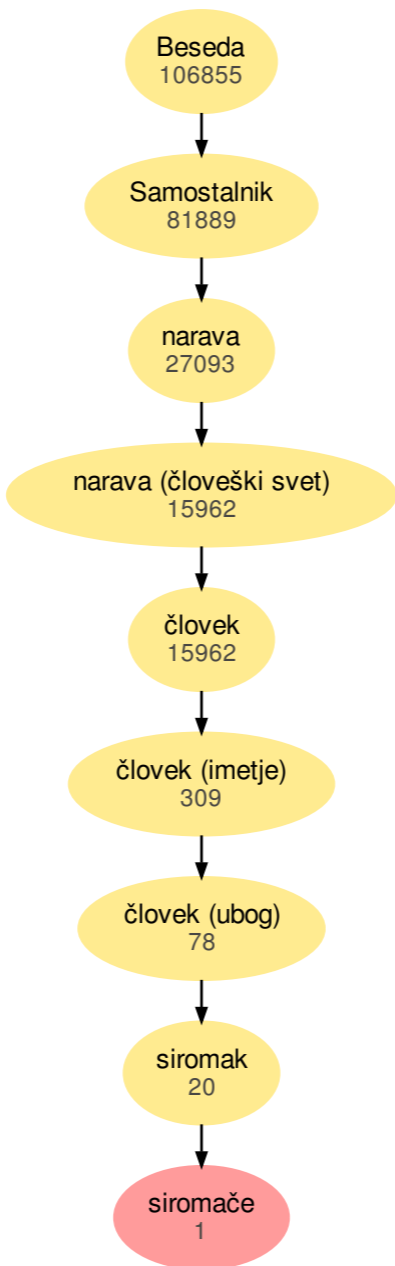 Beseda
106855
Samostalnik
81889
narava
27093
narava (človeški svet)
15962
človek
15962
človek (imetje)
309
človek (ubog)
78
siromak
20
siromače
1